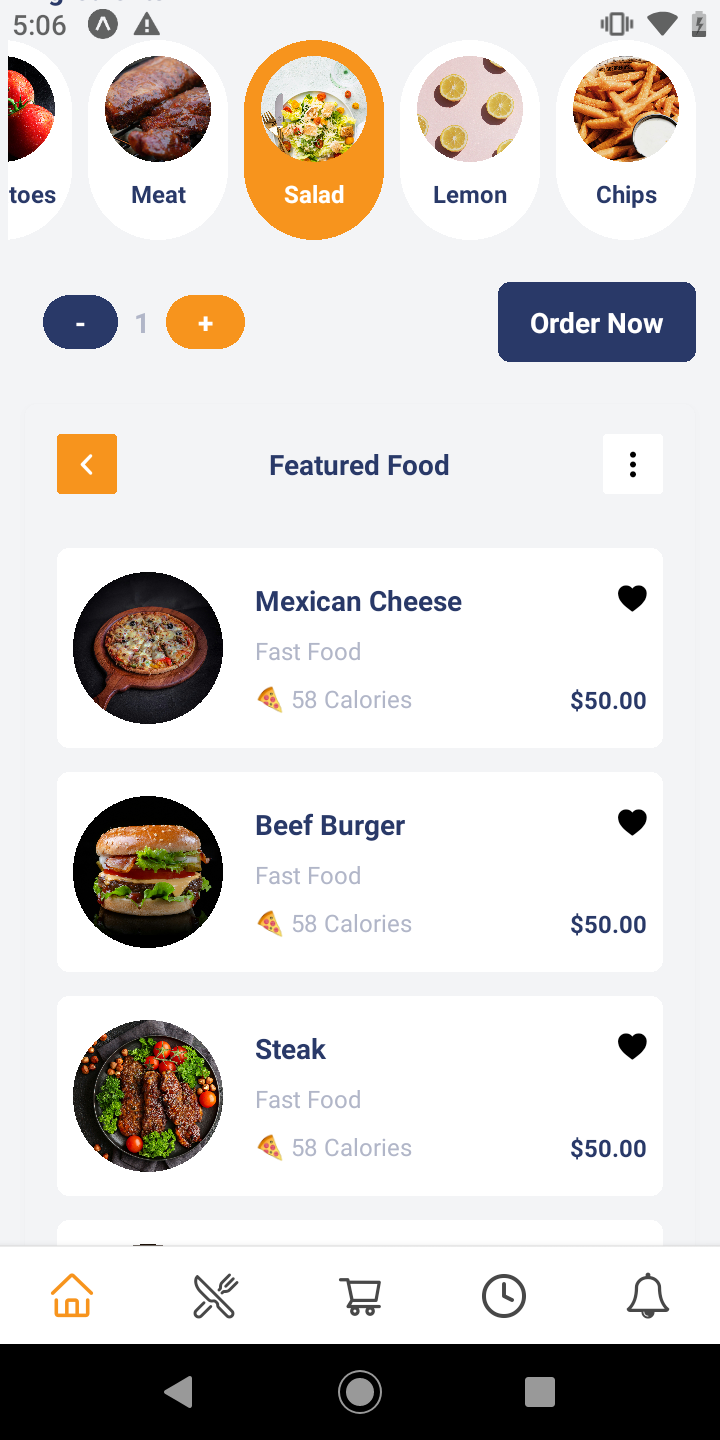 5:06
toes
Meat
Salad
Lemon
Chips
- 1 +
Order Now
Featured Food
Mexican Cheese
Fast Food
58 Calories
$50.00
Beef Burger
Fast Food
58 Calories
$50.00
Steak
Fast Food
58 Calories
$50.00